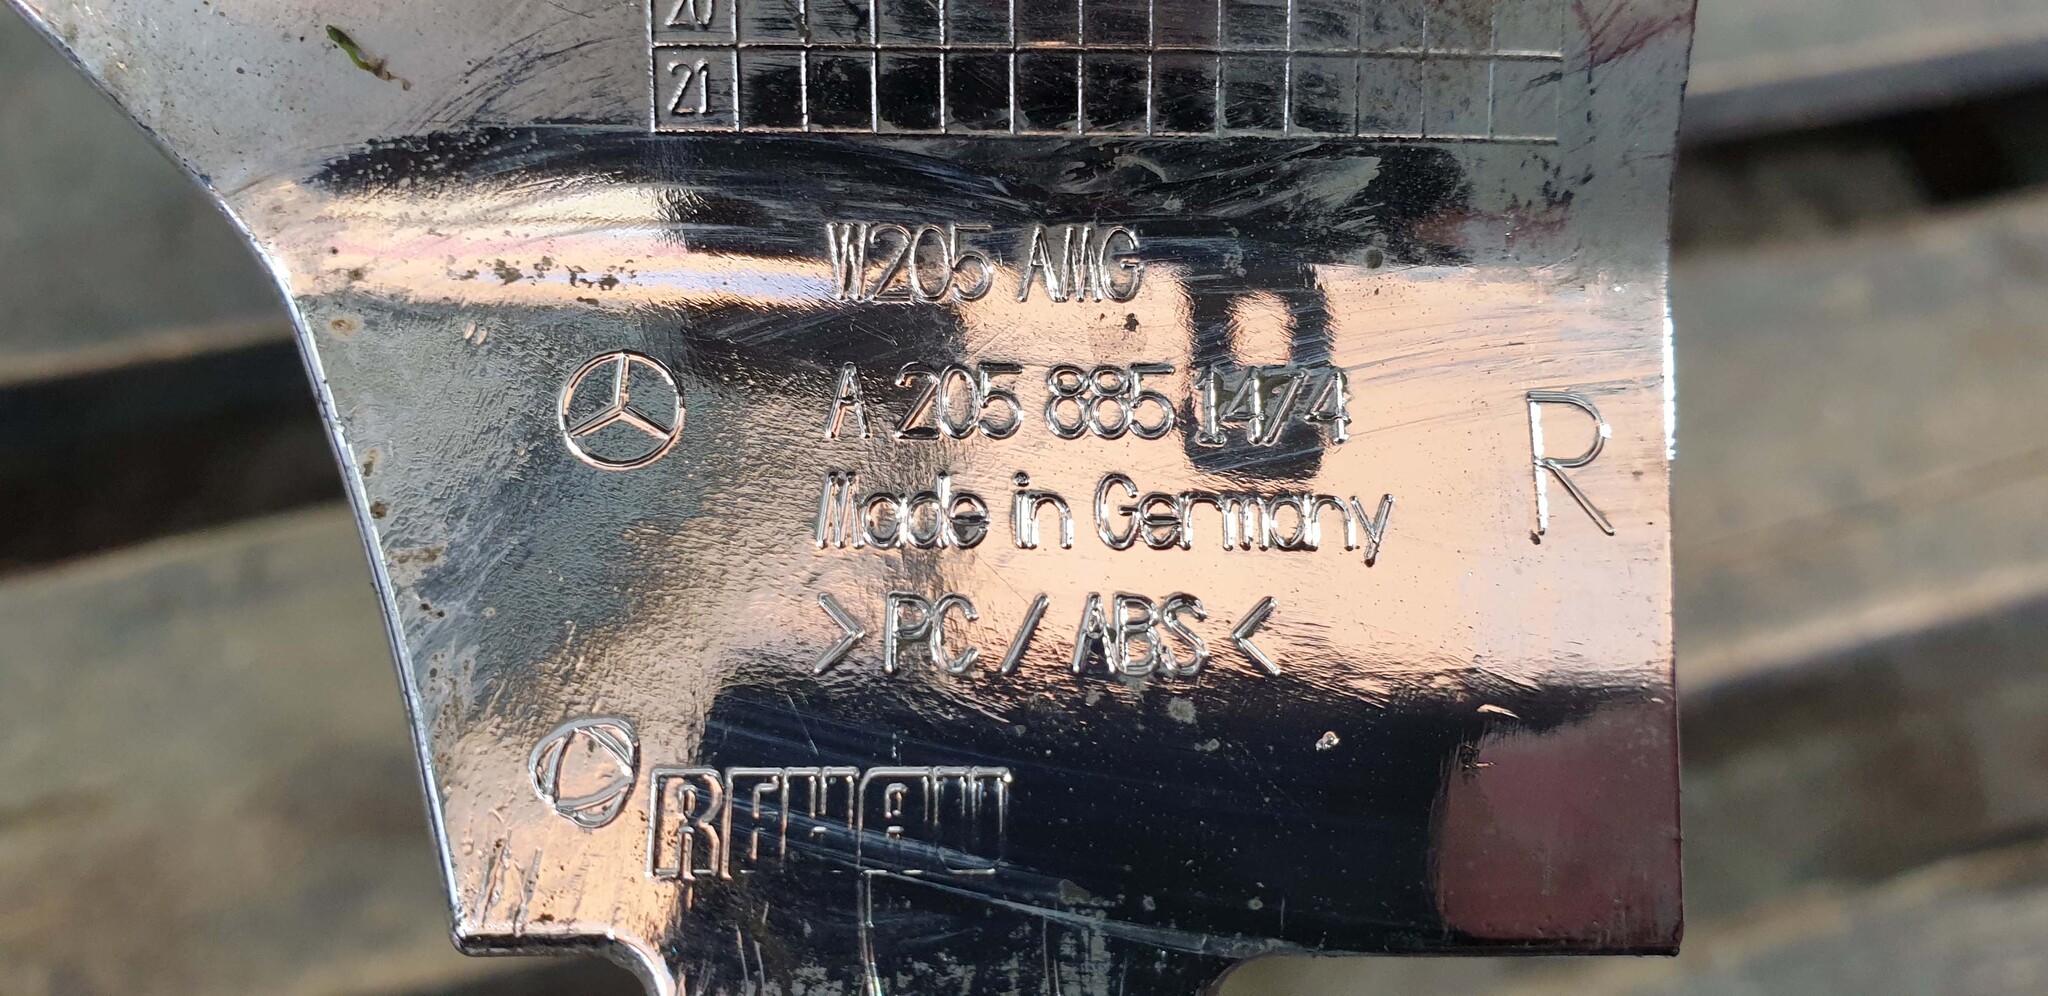 20
21
W205 AMG
A 205 885 1474
Made in Germany
R
>PC / ABS<
REHAU